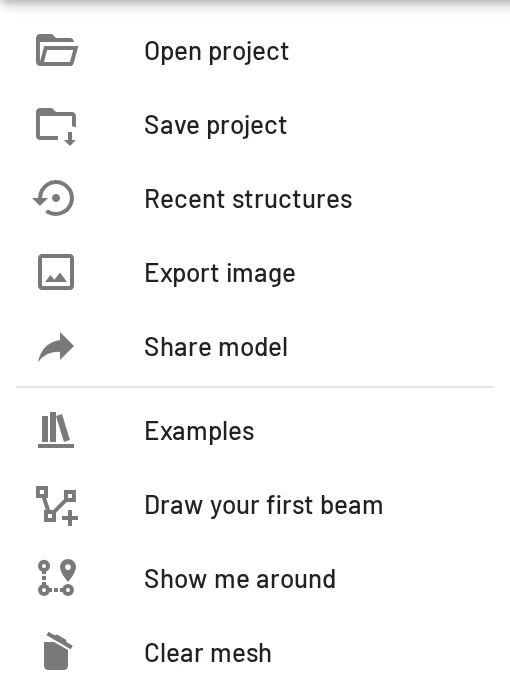 Open project
Save project
Recent structures
Export image
Share model
Examples
Draw your first beam
Show me around
Clear mesh